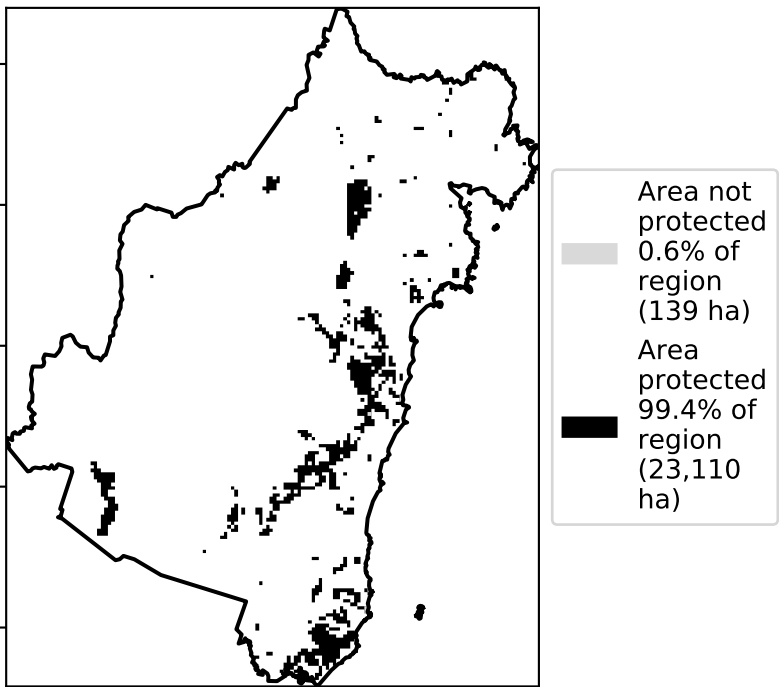 Area not
protected
0.6% of
region
(139 ha)
Area
protected
99.4% of
region
(23,110
ha)